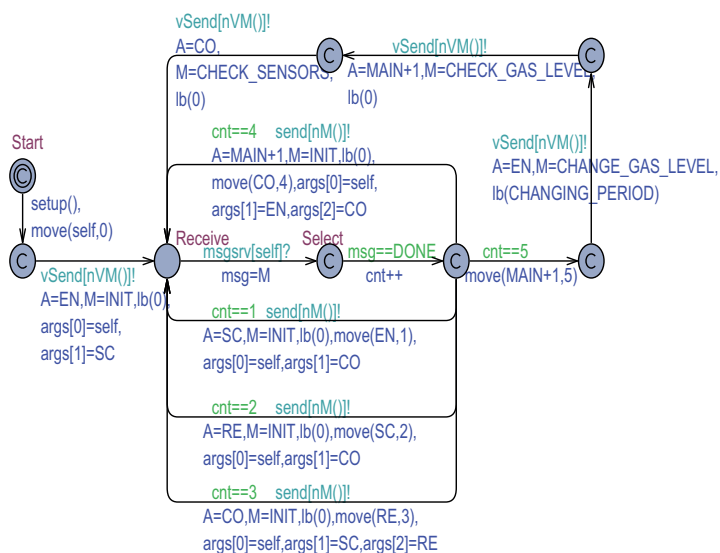 vSend[nVM()]!
A=CO,
M=CHECK_SENSORS,
lb(0)
vSend[nVM()]!
A=MAIN+1,M=CHECK_GAS_LEVEL,
lb(0)
vSend[nVM()]!
A=EN,M=CHANGE_GAS_LEVEL,
lb(CHANGING_PERIOD)
Start
C
C
C
setup(),
move(self,0)
cnt==4 send[nM()]!
A=MAIN+1,M=INIT,lb(0),
move(CO,4),args[0]=self,
args[1]=EN,args[2]=CO
C
vSend[nVM()]!
A=EN,M=INIT,lb(0),
args[0]=self,
args[1]=SC
Receive
msgsrv[self]?
msg=M
Select
C
msg==DONE
cnt++
C
cnt==5
move(MAIN+1,5)
C
cnt==1 send[nM()]!
A=SC,M=INIT,lb(0),move(EN,1),
args[0]=self,args[1]=CO
cnt==2 send[nM()]!
A=RE,M=INIT,lb(0),move(SC,2),
args[0]=self,args[1]=CO
cnt==3 send[nM()]!
A=CO,M=INIT,lb(0),move(RE,3),
args[0]=self,args[1]=SC,args[2]=RE